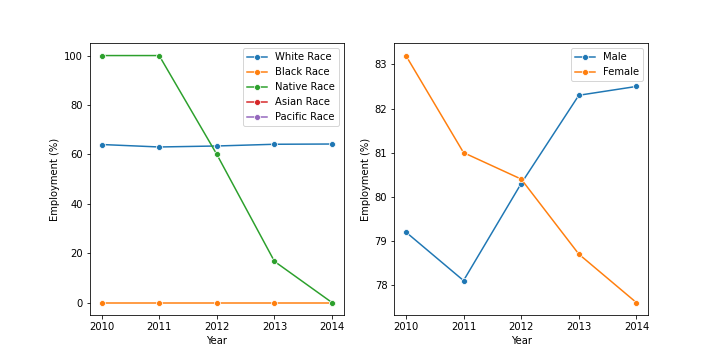 100
80
60
40
20
0
Employment (%)
2010 2011 2012 2013 2014
Year
White Race
Black Race
Native Race
Asian Race
Pacific Race
83
82
81
80
79
78
Employment (%)
2010 2011 2012 2013 2014
Year
Male
Female